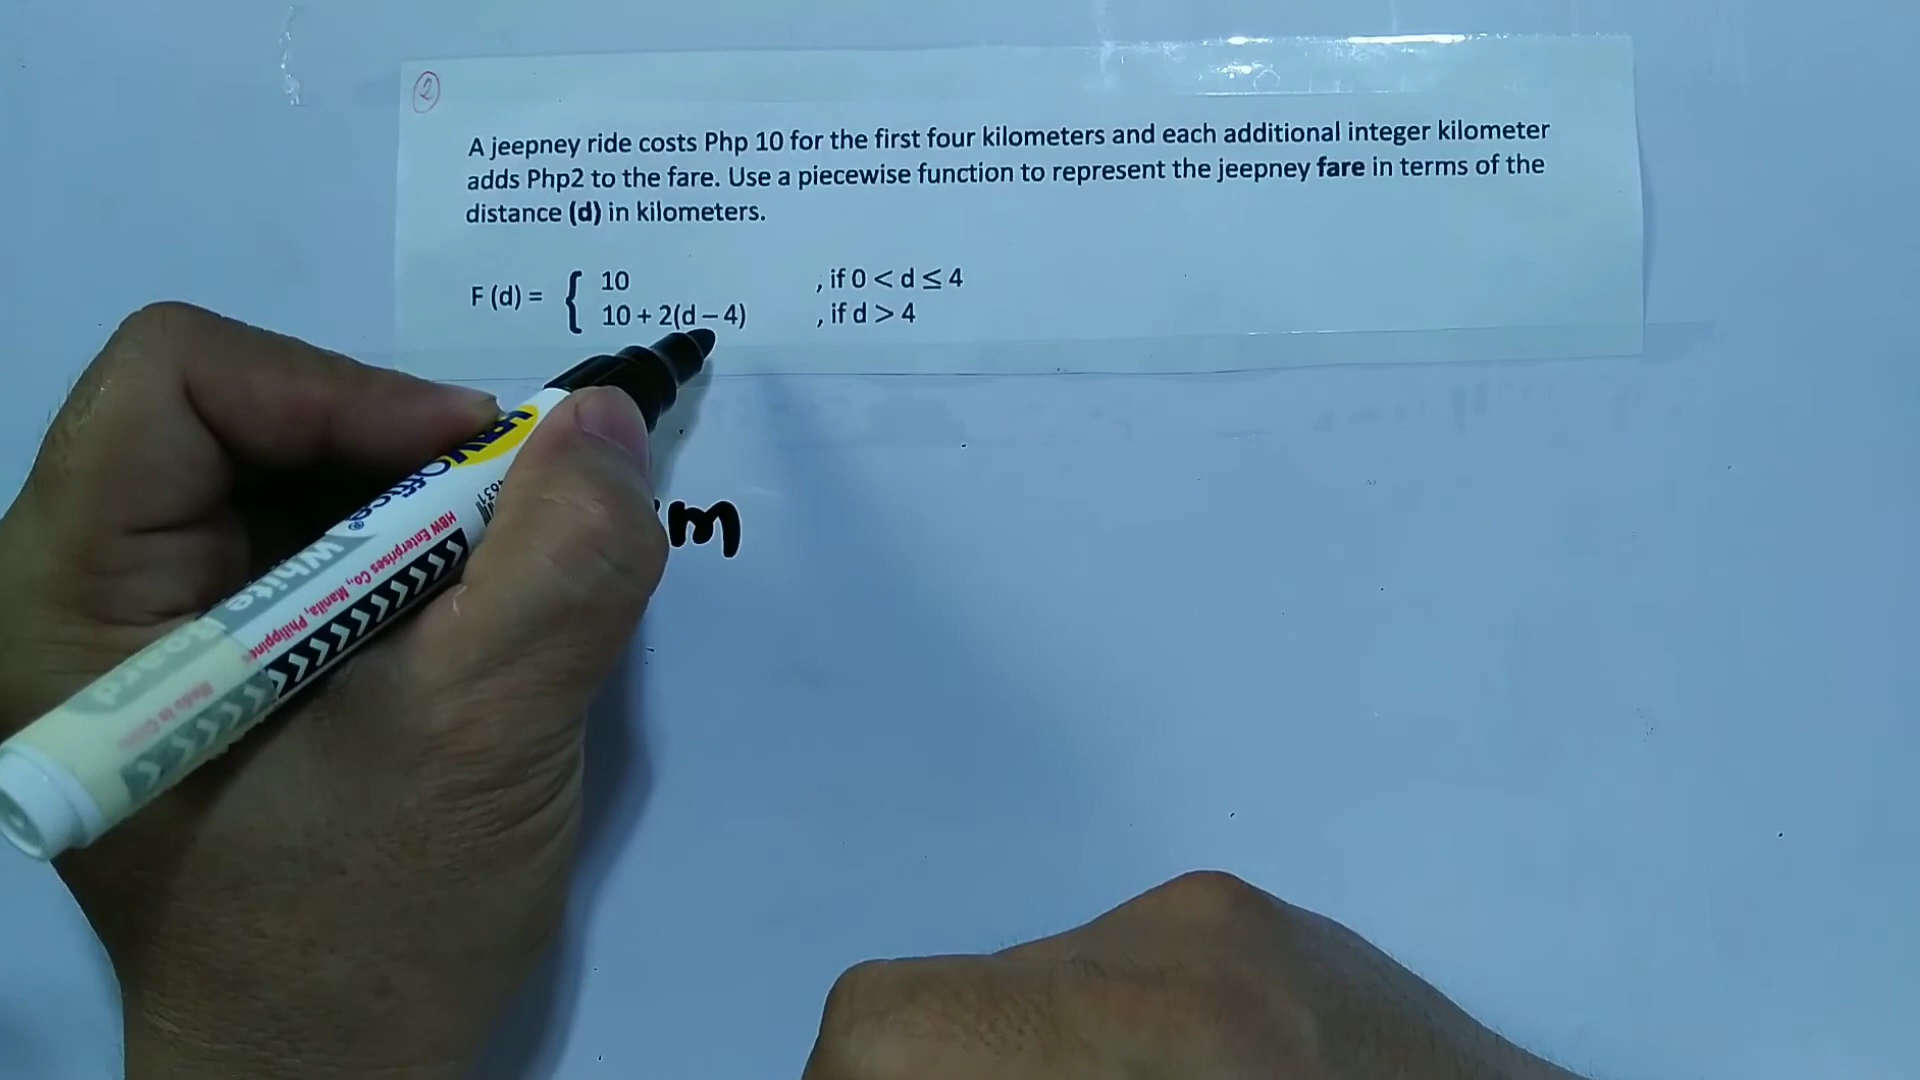 2
A jeepney ride costs Php 10 for the first four kilometers and each additional integer kilometer
adds Php2 to the fare. Use a piecewise function to represent the jeepney fare in terms of the
distance (d) in kilometers.
F (d) = { 10 , if 0 < d ≤ 4
10 + 2(d – 4) , if d > 4
m
Office®
White Board
HBW Enterprises Co., Manila, Philippines